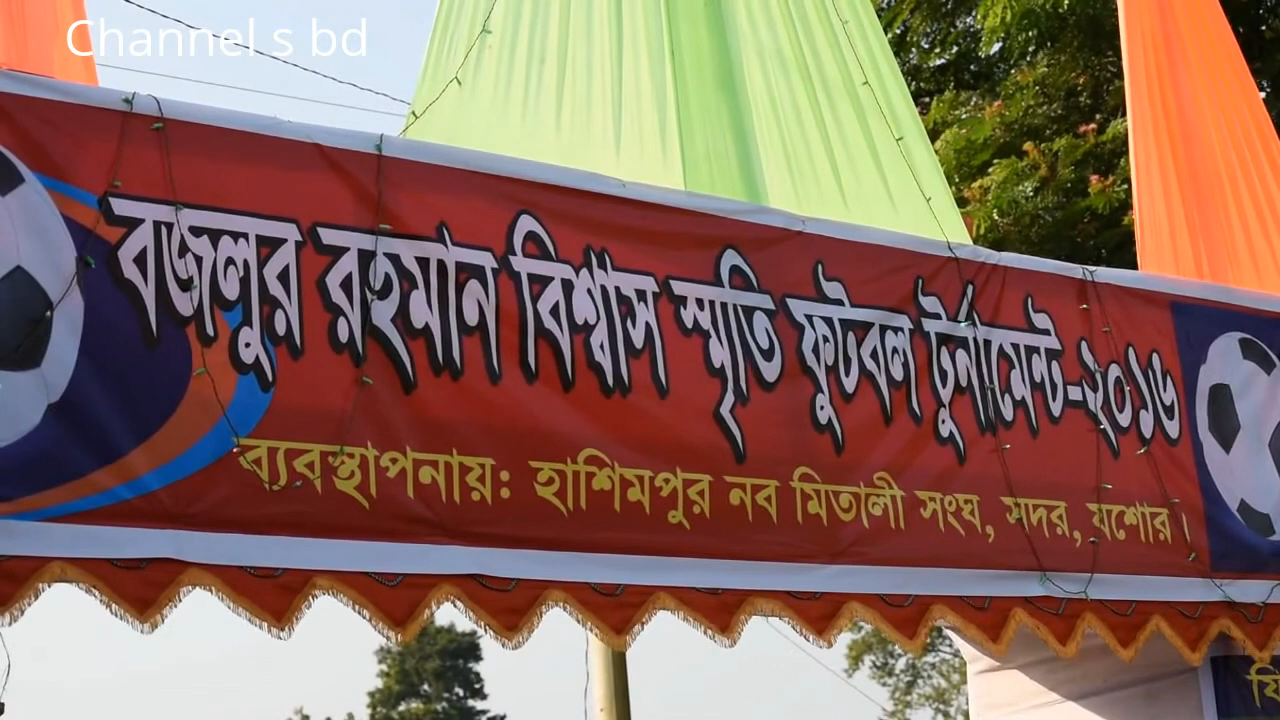 Channel s bd
বজলুর রহমান বিশ্বাস স্মৃতি ফুটবল টুর্নামেন্ট-২০১৬
ব্যবস্থাপনায়: হাশিমপুর নব মিতালী সংঘ, সদর, যশোর।